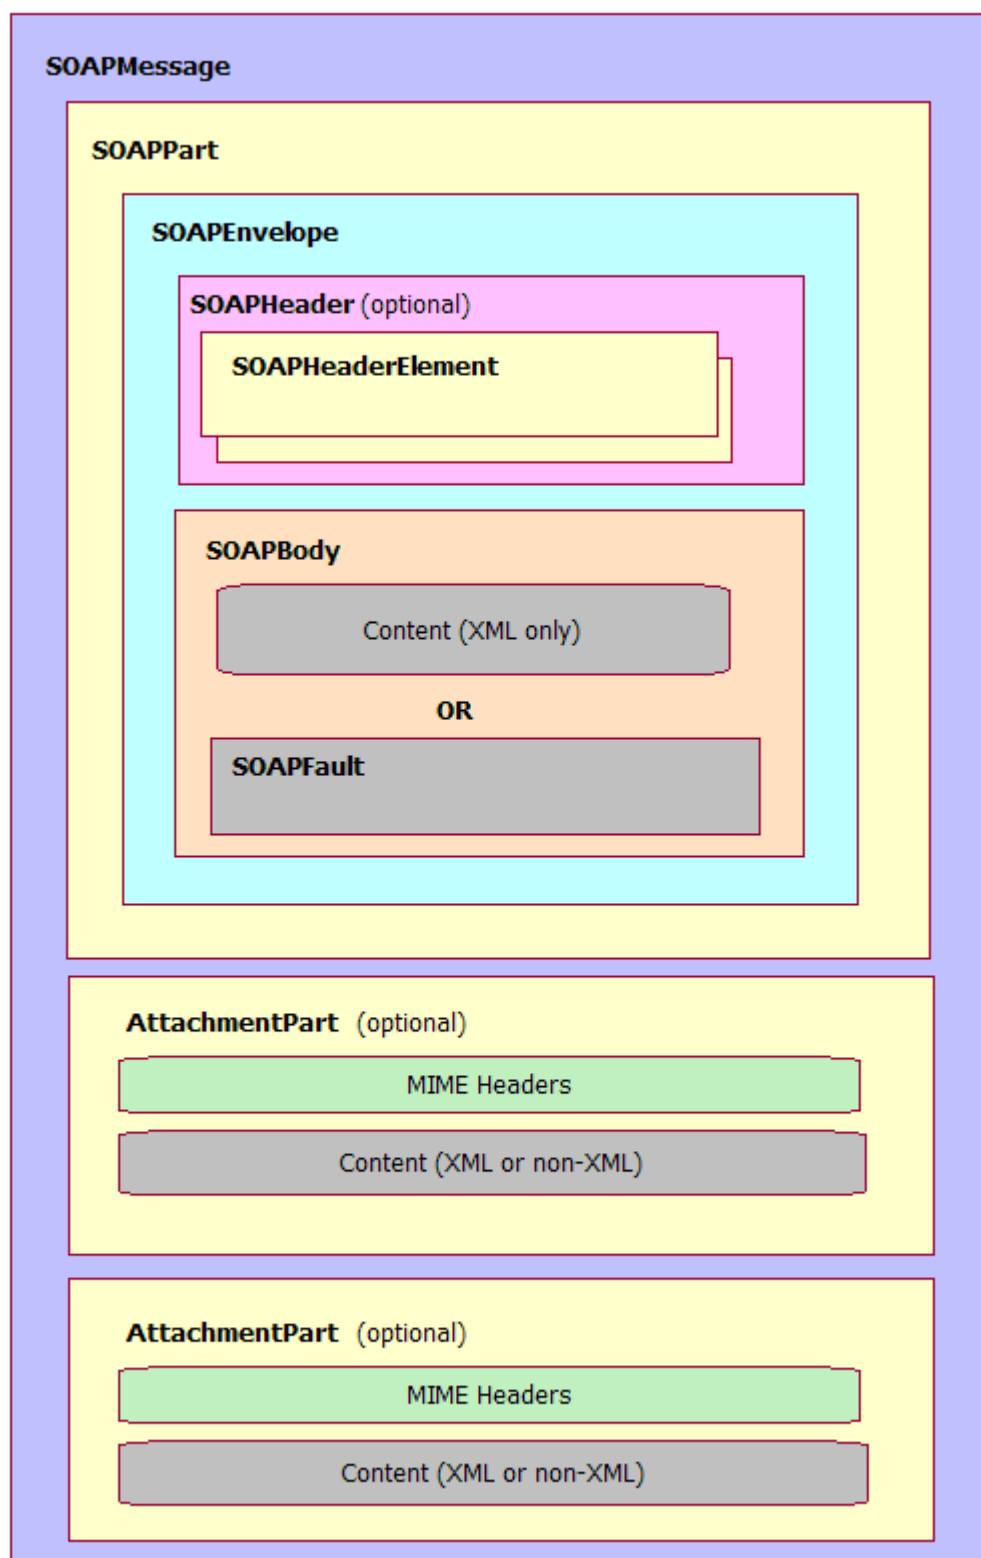 SOAPMessage
SOAPPart
SOAPEnvelope
SOAPHeader (optional)
SOAPHeaderElement
SOAPBody
Content (XML only)
OR
SOAPFault
AttachmentPart (optional)
MIME Headers
Content (XML or non-XML)
AttachmentPart (optional)
MIME Headers
Content (XML or non-XML)